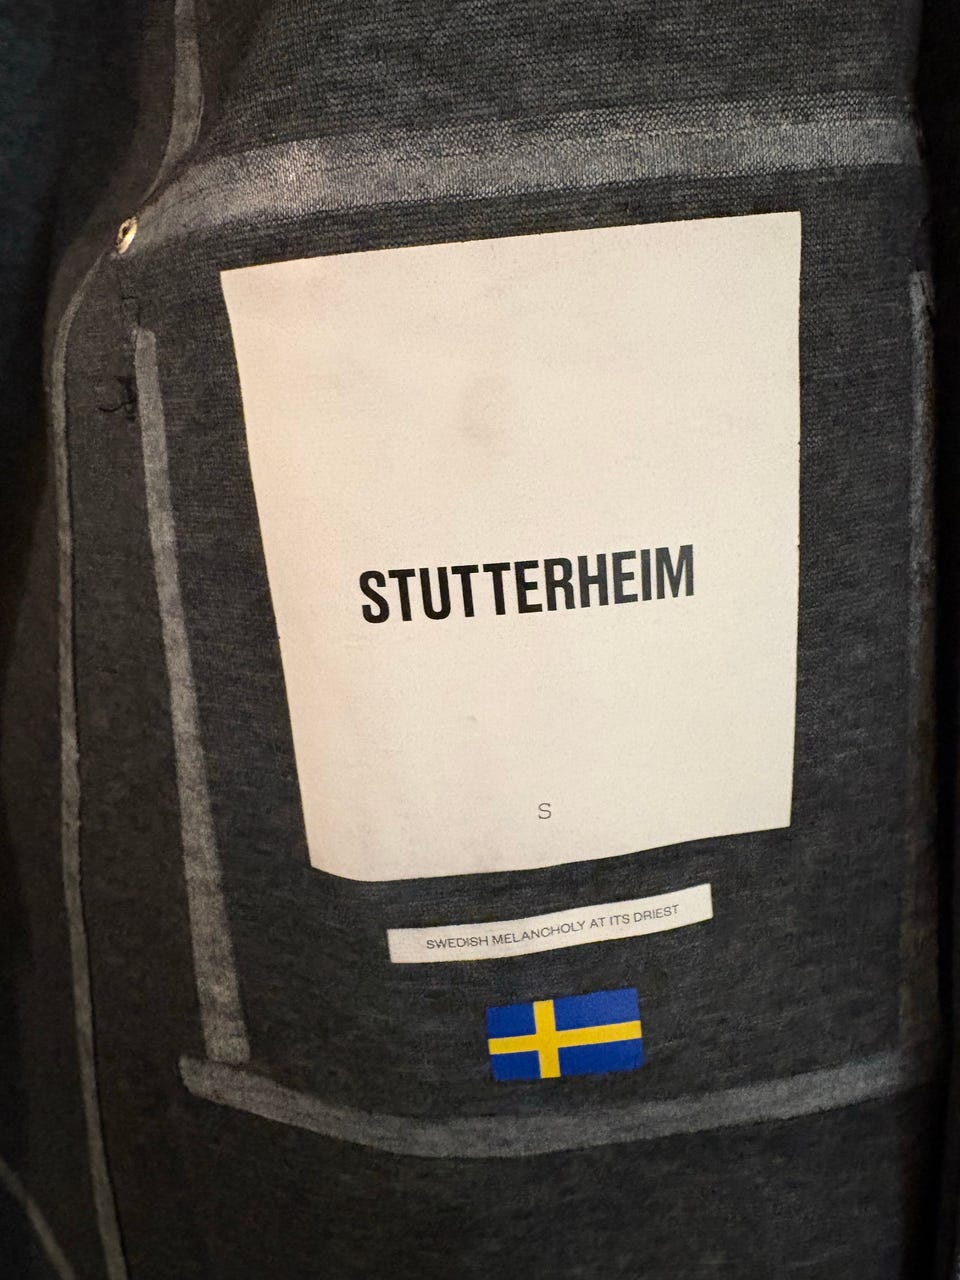 STUTTERHEIM
S
SWEDISH MELANCHOLY AT ITS DRIEST